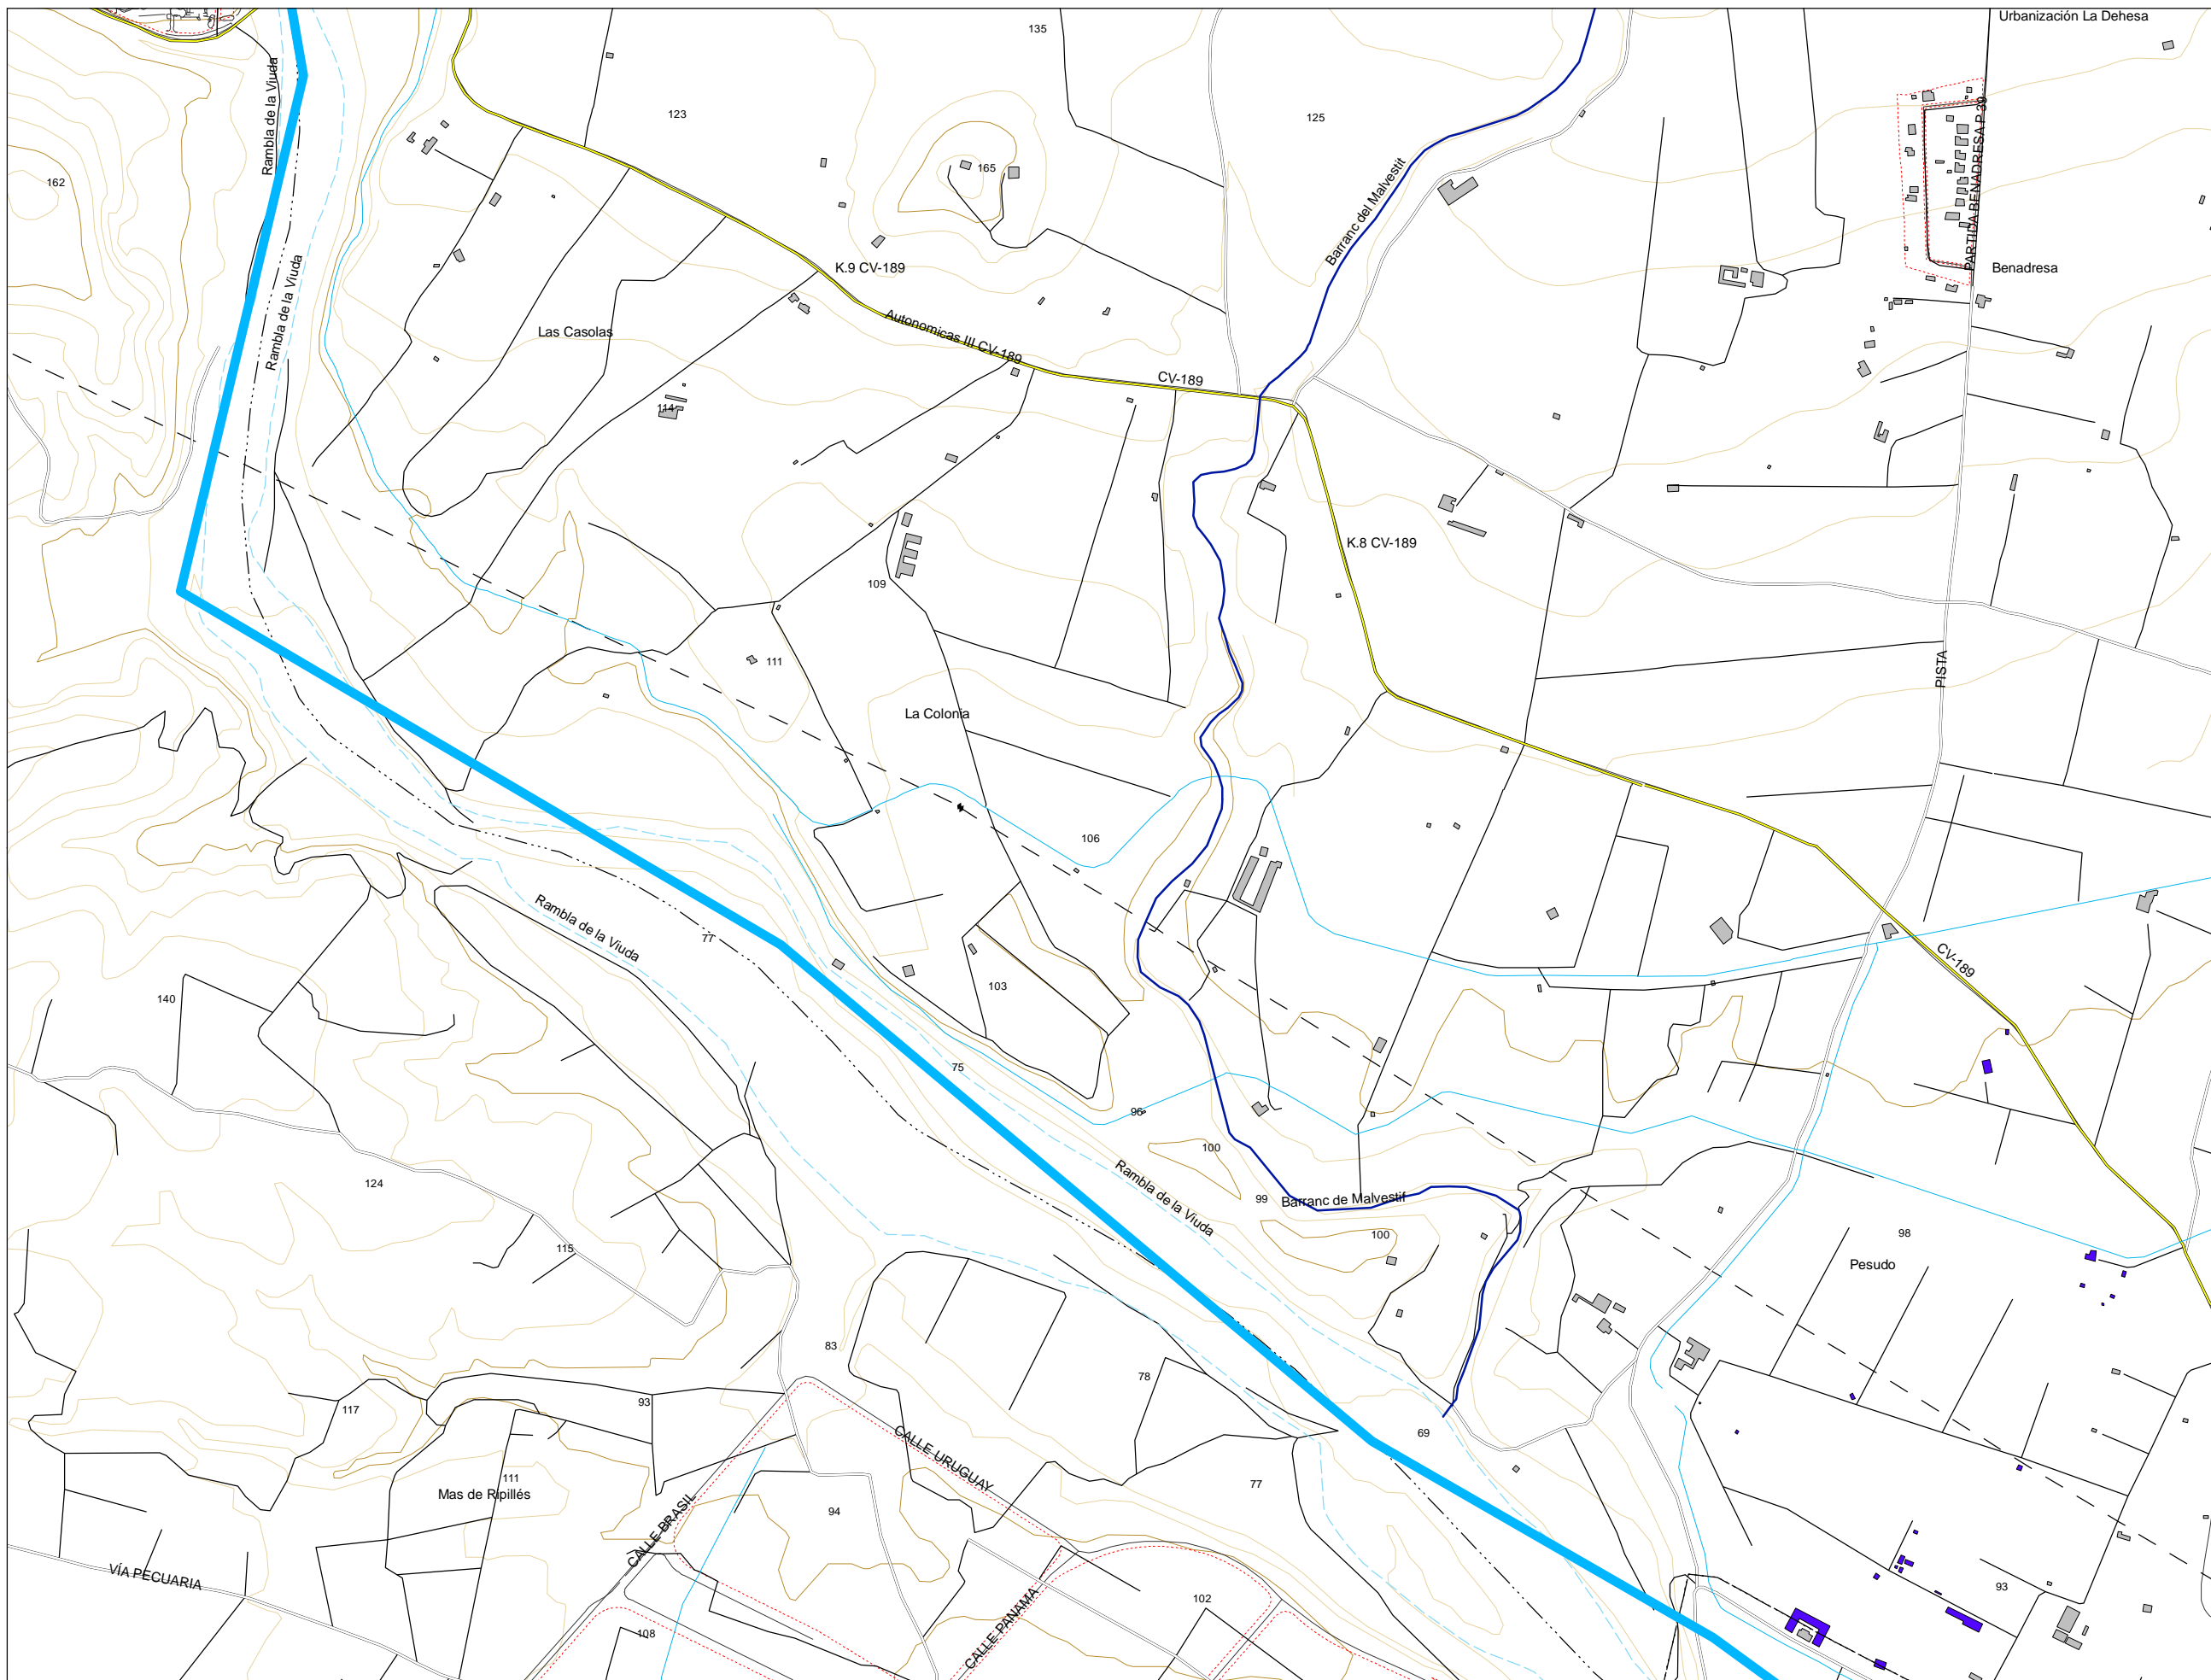 Urbanización La Dehesa
135
123
125
Rambla de la Viuda
165
162
Barranc del Malvestit
PARTIDA BENADRESA P 39
Benadresa
K.9 CV-189
Rambla de la Viuda
Las Casolas
Autonomicas III CV-189
CV-189
114
K.8 CV-189
109
111
PISTA
La Colonia
106
Rambla de la Viuda
77
CV-189
103
140
75
96
100
Rambla de la Viuda
124
99
Barranc de Malvestif
100
98
115
Pesudo
83
78
93
117
69
CALLE URUGUAY
111
77
Mas de Ripillés
94
CALLE BRASIL
VÍA PECUARIA
93
102
CALLE PANAMA
108